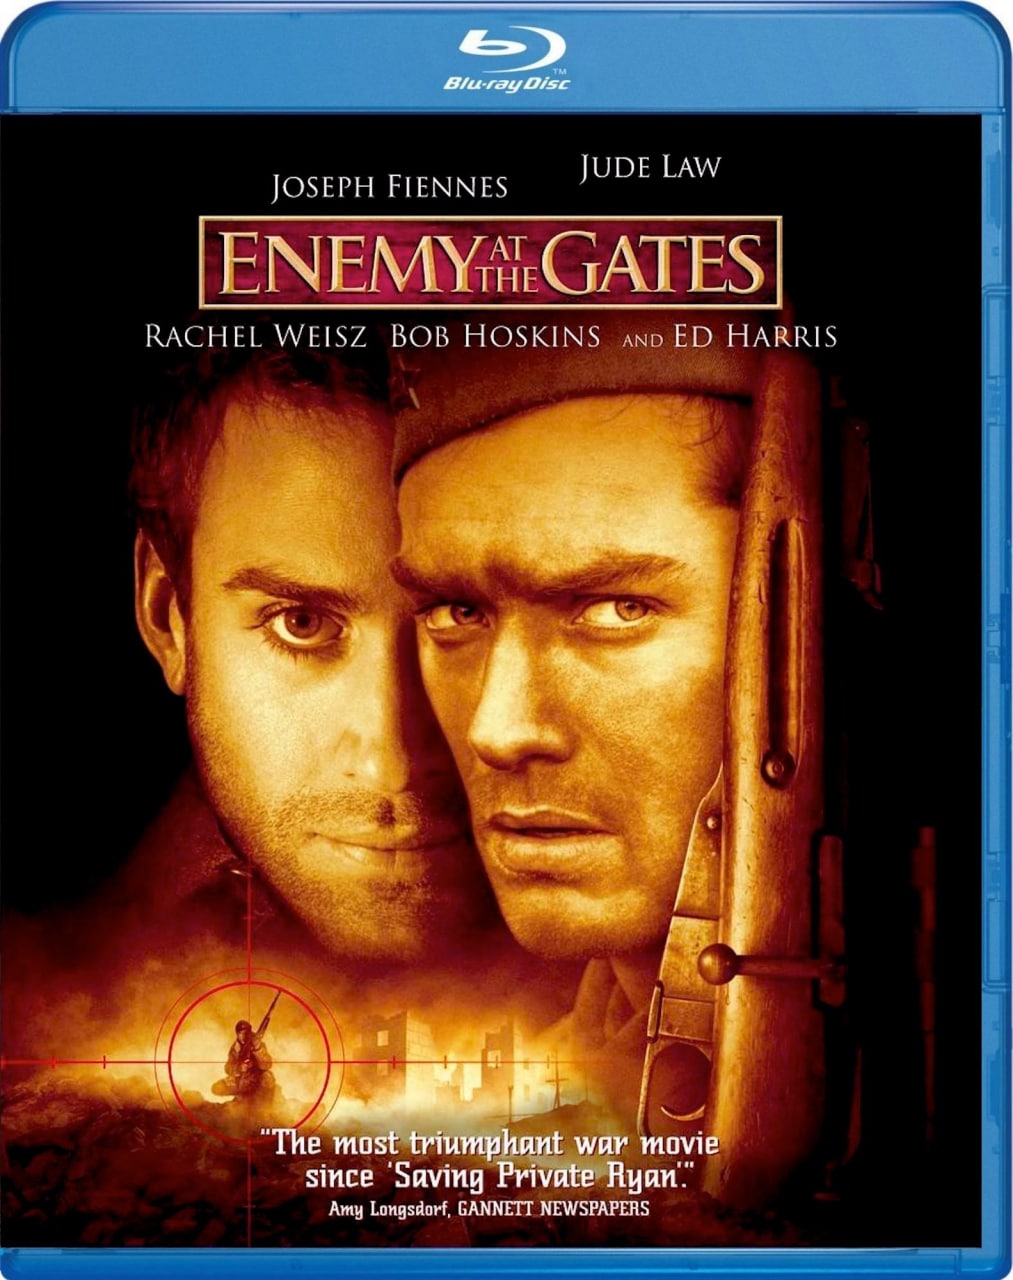 Blu-ray Disc™
JOSEPH FIENNES JUDE LAW
ENEMY AT THE GATES
RACHEL WEISZ BOB HOSKINS AND ED HARRIS
"The most triumphant war movie
since 'Saving Private Ryan'."
Amy Longsdorf, GANNETT NEWSPAPERS